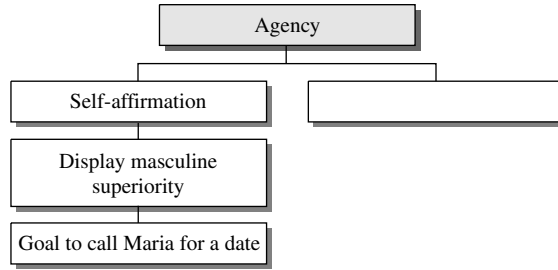 Agency
Self-affirmation
Display masculine
superiority
Goal to call Maria for a date